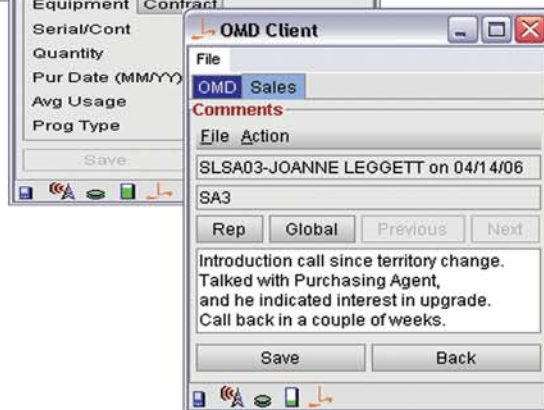 Equipment Contract
Serial/Cont
Quantity
Pur Date (MM/YY)
Avg Usage
Prog Type
Save
OMD Client
File
OMD Sales
Comments
File Action
SLSA03-JOANNE LEGGETT on 04/14/06
SA3
Rep Global Previous Next
Introduction call since territory change.
Talked with Purchasing Agent,
and he indicated interest in upgrade.
Call back in a couple of weeks.
Save Back